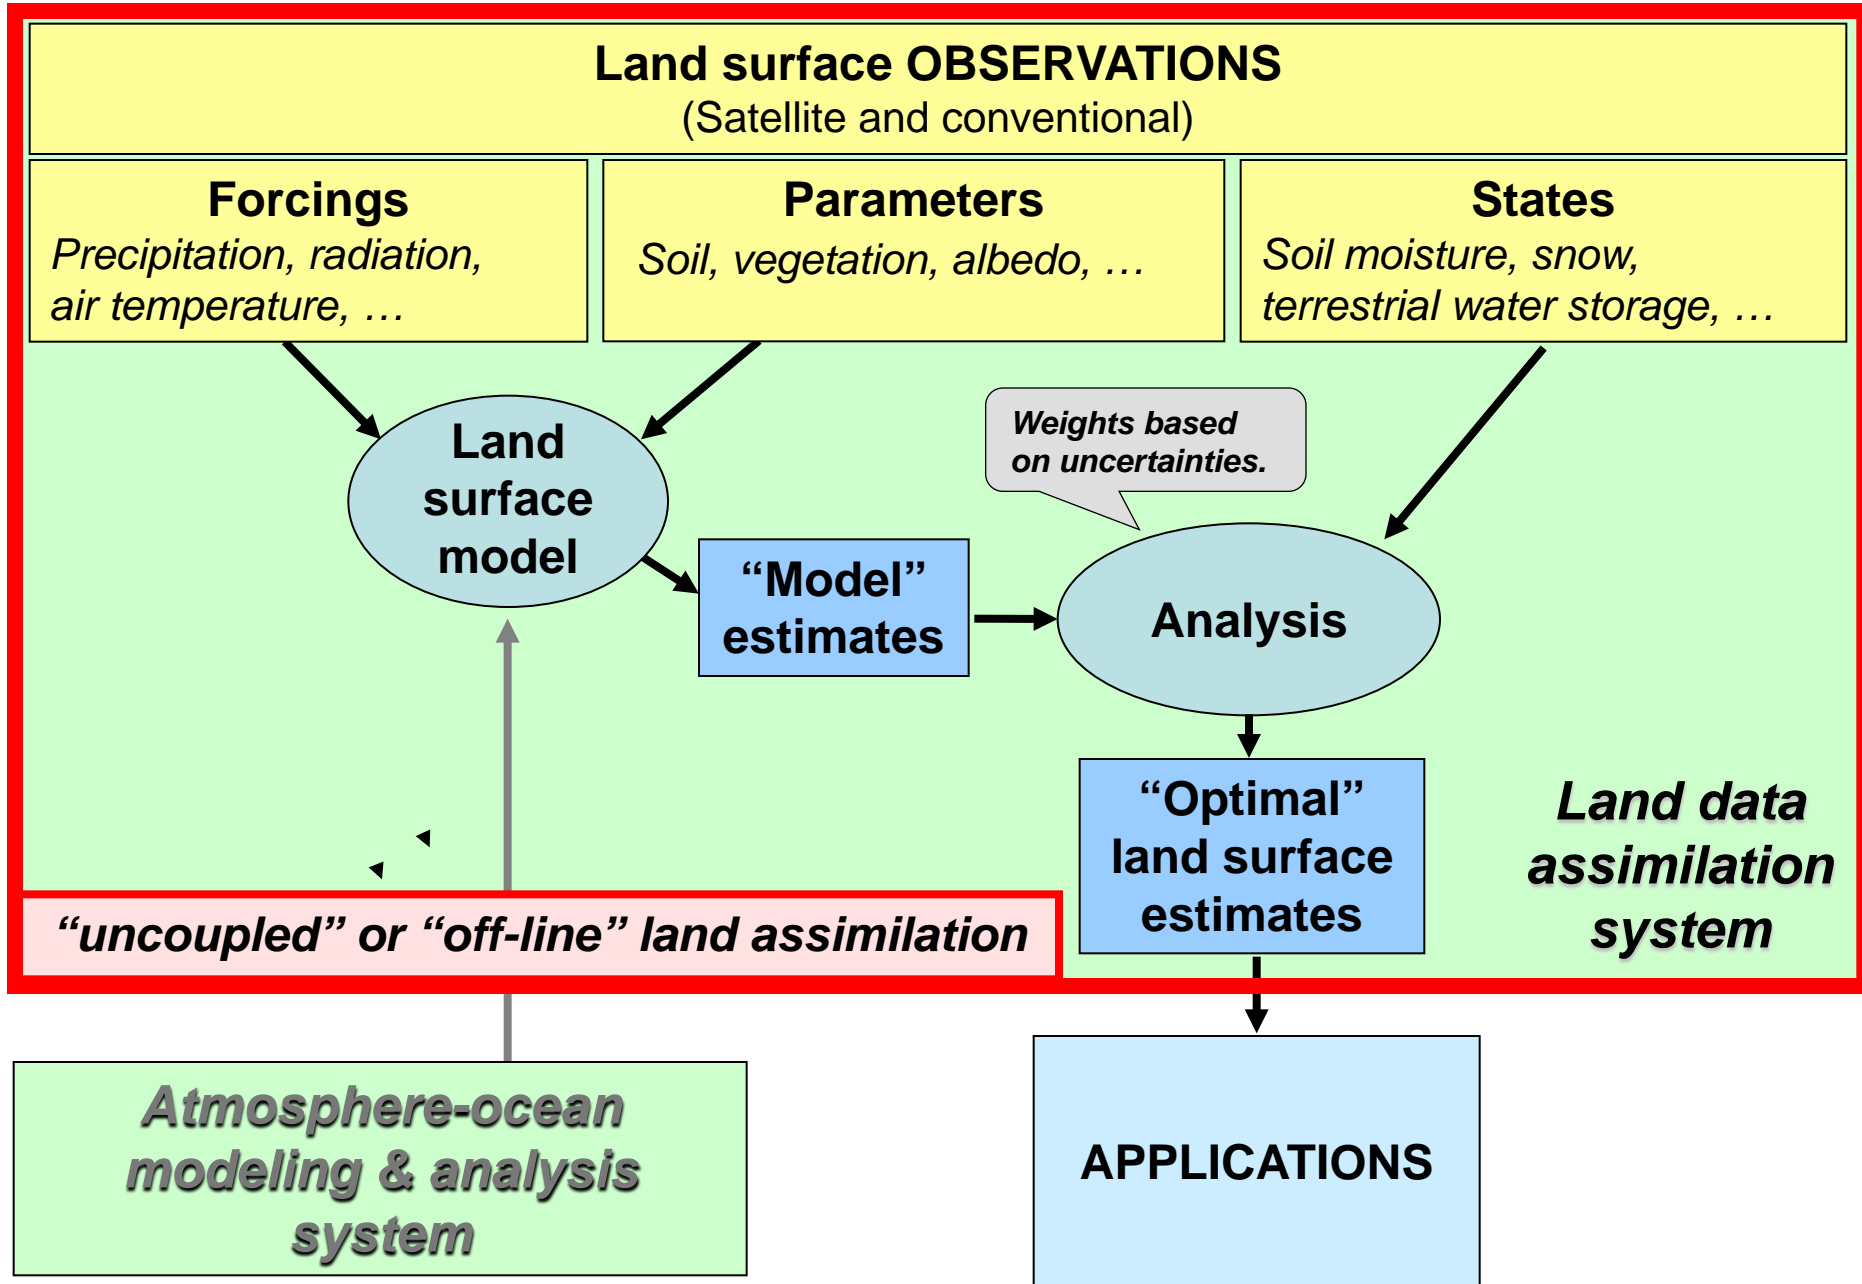 Land surface OBSERVATIONS
(Satellite and conventional)
Forcings
Precipitation, radiation,
air temperature, …
Parameters
Soil, vegetation, albedo, …
States
Soil moisture, snow,
terrestrial water storage, …
Land
surface
model
Weights based
on uncertainties.
“Model”
estimates
Analysis
“Optimal”
land surface
estimates
Land data
assimilation
system
“uncoupled” or “off-line” land assimilation
Atmosphere-ocean
modeling & analysis
system
APPLICATIONS